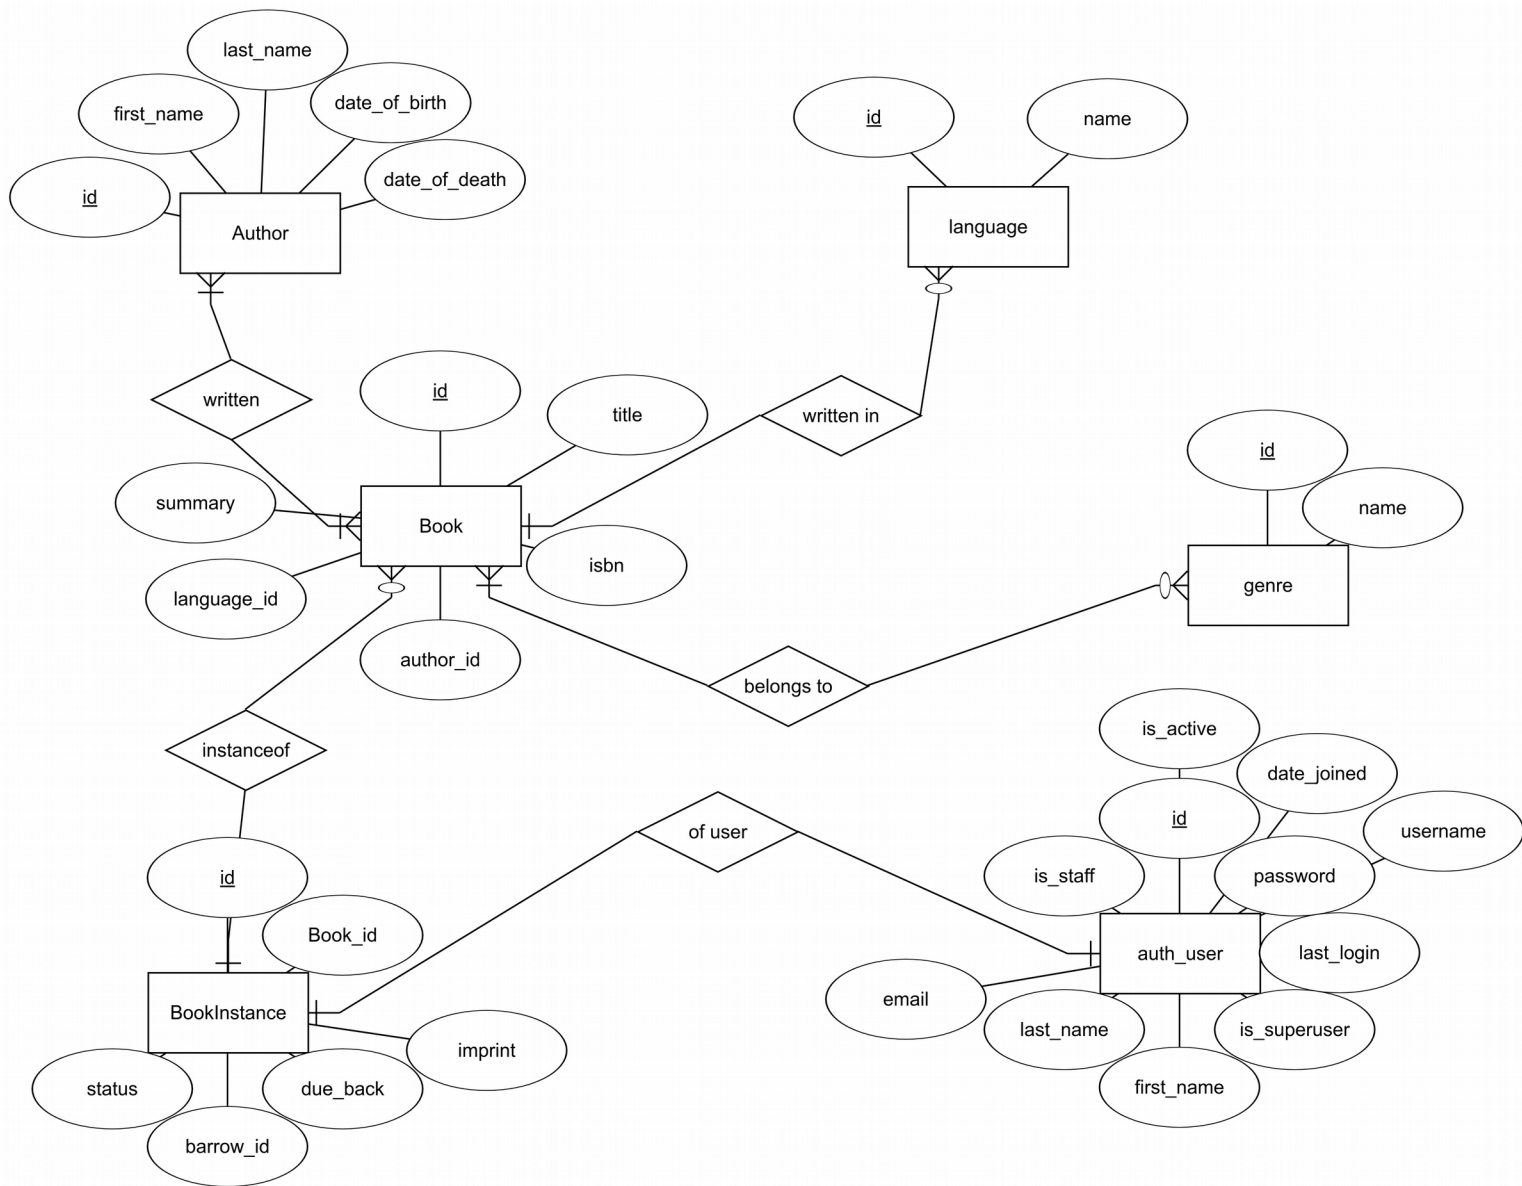 last_name
date_of_birth
first_name
date_of_death
id
Author
id
name
language
written
id
title
written in
summary
Book
isbn
language_id
author_id
id
name
genre
belongs to
instanceof
of user
is_active
date_joined
id
username
is_staff
password
auth_user
last_login
email
last_name
is_superuser
first_name
id
Book_id
BookInstance
imprint
status
due_back
barrow_id